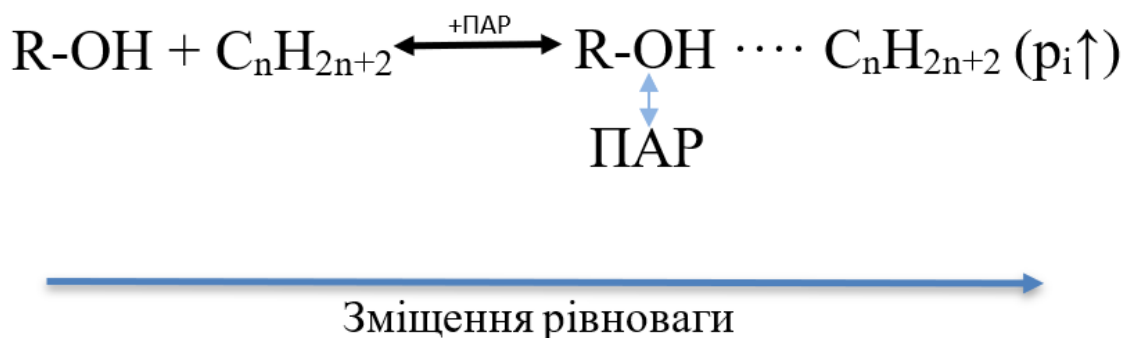 +ПАР
R-OH + CnH2n+2 R-OH ···· CnH2n+2 (pi↑)
ПАР
Зміщення рівноваги